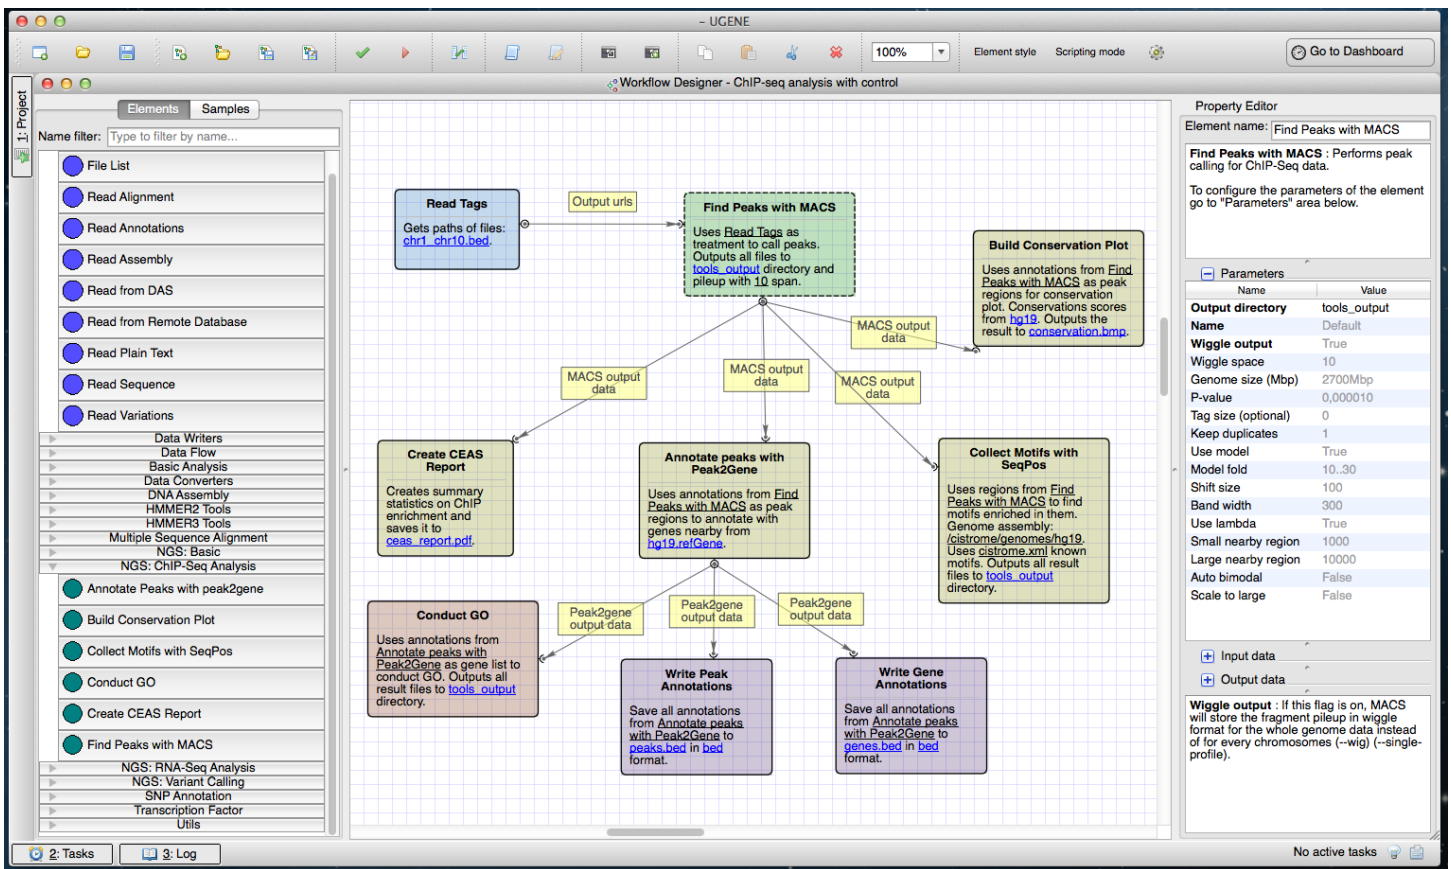 – UGENE
100%
Element style
Scripting mode
Go to Dashboard
1: Project
Workflow Designer - ChIP-seq analysis with control
Elements
Samples
Name filter:
Type to filter by name...
File List
Read Alignment
Read Annotations
Read Assembly
Read from DAS
Read from Remote Database
Read Plain Text
Read Sequence
Read Variations
Data Writers
Data Flow
Basic Analysis
Data Converters
DNA Assembly
HMMER2 Tools
HMMER3 Tools
Multiple Sequence Alignment
NGS: Basic
NGS: ChIP-Seq Analysis
Annotate Peaks with peak2gene
Build Conservation Plot
Collect Motifs with SeqPos
Conduct GO
Create CEAS Report
Find Peaks with MACS
NGS: RNA-Seq Analysis
NGS: Variant Calling
SNP Annotation
Transcription Factor
Utils
Read Tags
Gets paths of files:
chr1_chr10.bed.
Output urls
Find Peaks with MACS
Uses Read Tags as
treatment to call peaks.
Outputs all files to
tools_output directory and
pileup with 10 span.
Build Conservation Plot
Uses annotations from Find
Peaks with MACS as peak
regions for conservation
plot. Conservations scores
from hg19. Outputs the
result to conservation.bmp.
MACS output
data
MACS output
data
MACS output
data
MACS output
data
Create CEAS
Report
Creates summary
statistics on ChIP
enrichment and
saves it to
ceas_report.pdf.
Annotate peaks with
Peak2Gene
Uses annotations from Find
Peaks with MACS as peak
regions to annotate with
genes nearby from
hg19.refGene.
Collect Motifs with
SeqPos
Uses regions from Find
Peaks with MACS to find
motifs enriched in them.
Genome assembly:
/cistrome/genomes/hg19.
Uses cistrome.xml known
motifs. Outputs all result
files to tools_output
directory.
Conduct GO
Uses annotations from
Annotate peaks with
Peak2Gene as gene list to
conduct GO. Outputs all
result files to tools_output
directory.
Peak2gene
output data
Peak2gene
output data
Peak2gene
output data
Write Peak
Annotations
Save all annotations
from Annotate peaks
with Peak2Gene to
peaks.bed in bed
format.
Write Gene
Annotations
Save all annotations
from Annotate peaks
with Peak2Gene to
genes.bed in bed
format.
Property Editor
Element name:
Find Peaks with MACS
Find Peaks with MACS : Performs peak
calling for ChIP-Seq data.
To configure the parameters of the element
go to "Parameters" area below.
Parameters
Name Value
Output directory tools_output
Name Default
Wiggle output True
Wiggle space 10
Genome size (Mbp) 2700Mbp
P-value 0,000010
Tag size (optional) 0
Keep duplicates 1
Use model True
Model fold 10..30
Shift size 100
Band width 300
Use lambda True
Small nearby region 1000
Large nearby region 10000
Auto bimodal False
Scale to large False
Input data
Output data
Wiggle output : If this flag is on, MACS
will store the fragment pileup in wiggle
format for the whole genome data instead
of for every chromosomes (--wig) (--single-
profile).
2: Tasks
3: Log
No active tasks